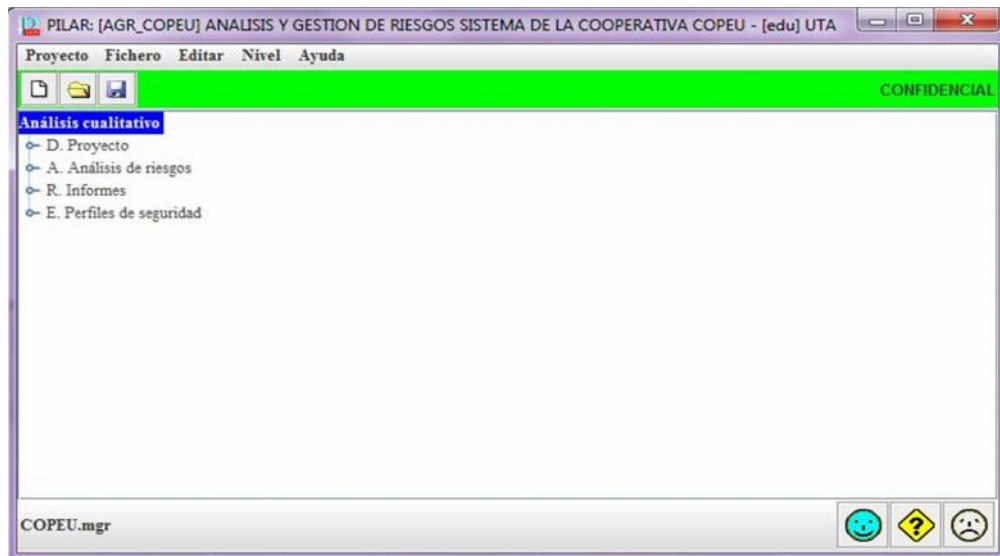 PILAR: [AGR_COPEU] ANALISIS Y GESTION DE RIESGOS SISTEMA DE LA COOPERATIVA COPEU - [edu] UTA
Proyecto Fichero Editar Nivel Ayuda
CONFIDENCIAL
Análisis cualitativo
D. Proyecto
A. Análisis de riesgos
R. Informes
E. Perfiles de seguridad
COPEU.mgr
?